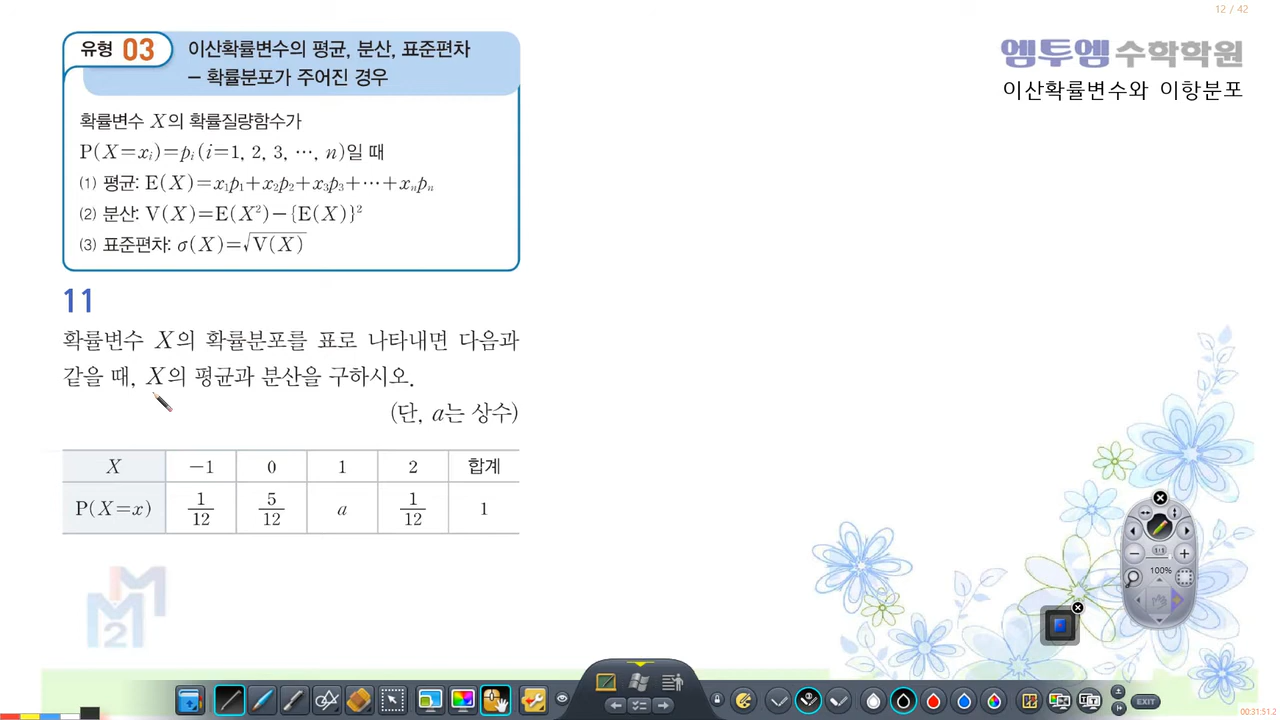 12 / 42
유형 03 이산확률변수의 평균, 분산, 표준편차
– 확률분포가 주어진 경우
엠투엠수학학원
이산확률변수와 이항분포
확률변수 X의 확률질량함수가
P(X=xᵢ)=pᵢ(i=1, 2, 3, ⋯, n)일 때
(1) 평균: E(X)=x₁p₁+x₂p₂+x₃p₃+⋯+xₙpₙ
(2) 분산: V(X)=E(X²)−{E(X)}²
(3) 표준편차: σ(X)=√V(X)
11
확률변수 X의 확률분포를 표로 나타내면 다음과
같을 때, X의 평균과 분산을 구하시오.
(단, a는 상수)
X −1 0 1 2 합계
P(X=x) 1/12 5/12 a 1/12 1
M2M
1:1
100%
EXIT
00:31:51.2